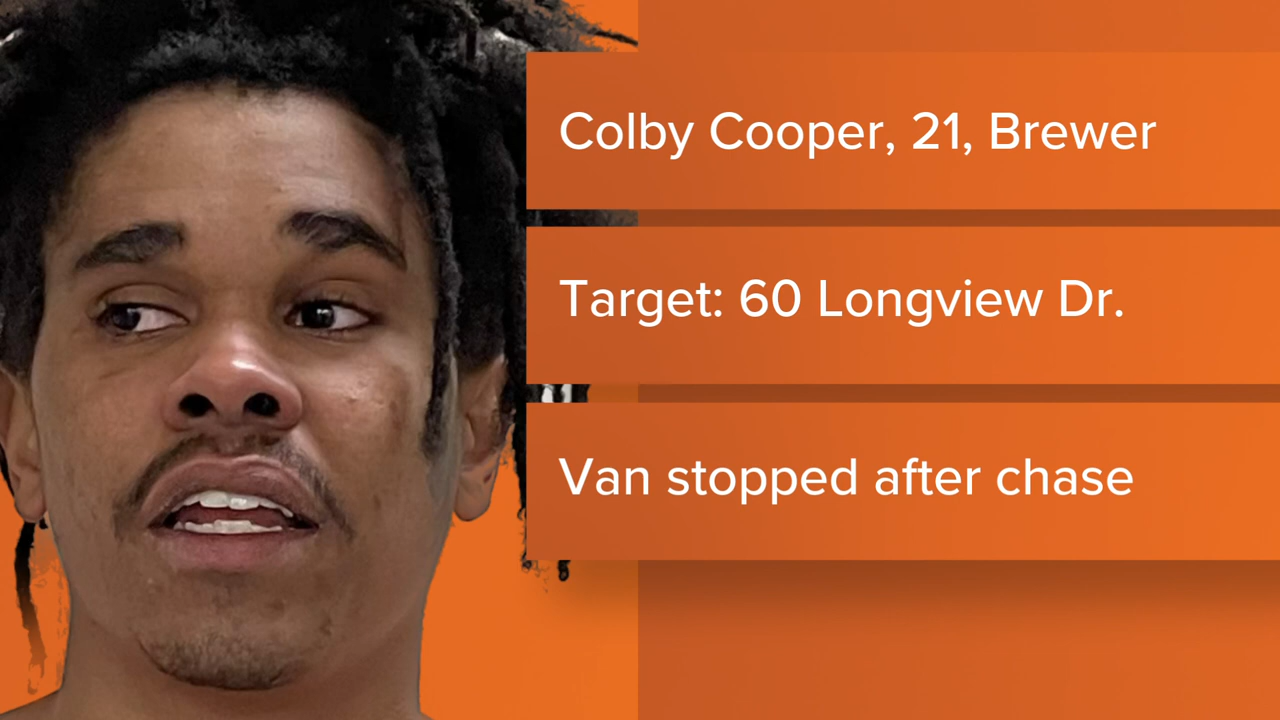 Colby Cooper, 21, Brewer
Target: 60 Longview Dr.
Van stopped after chase